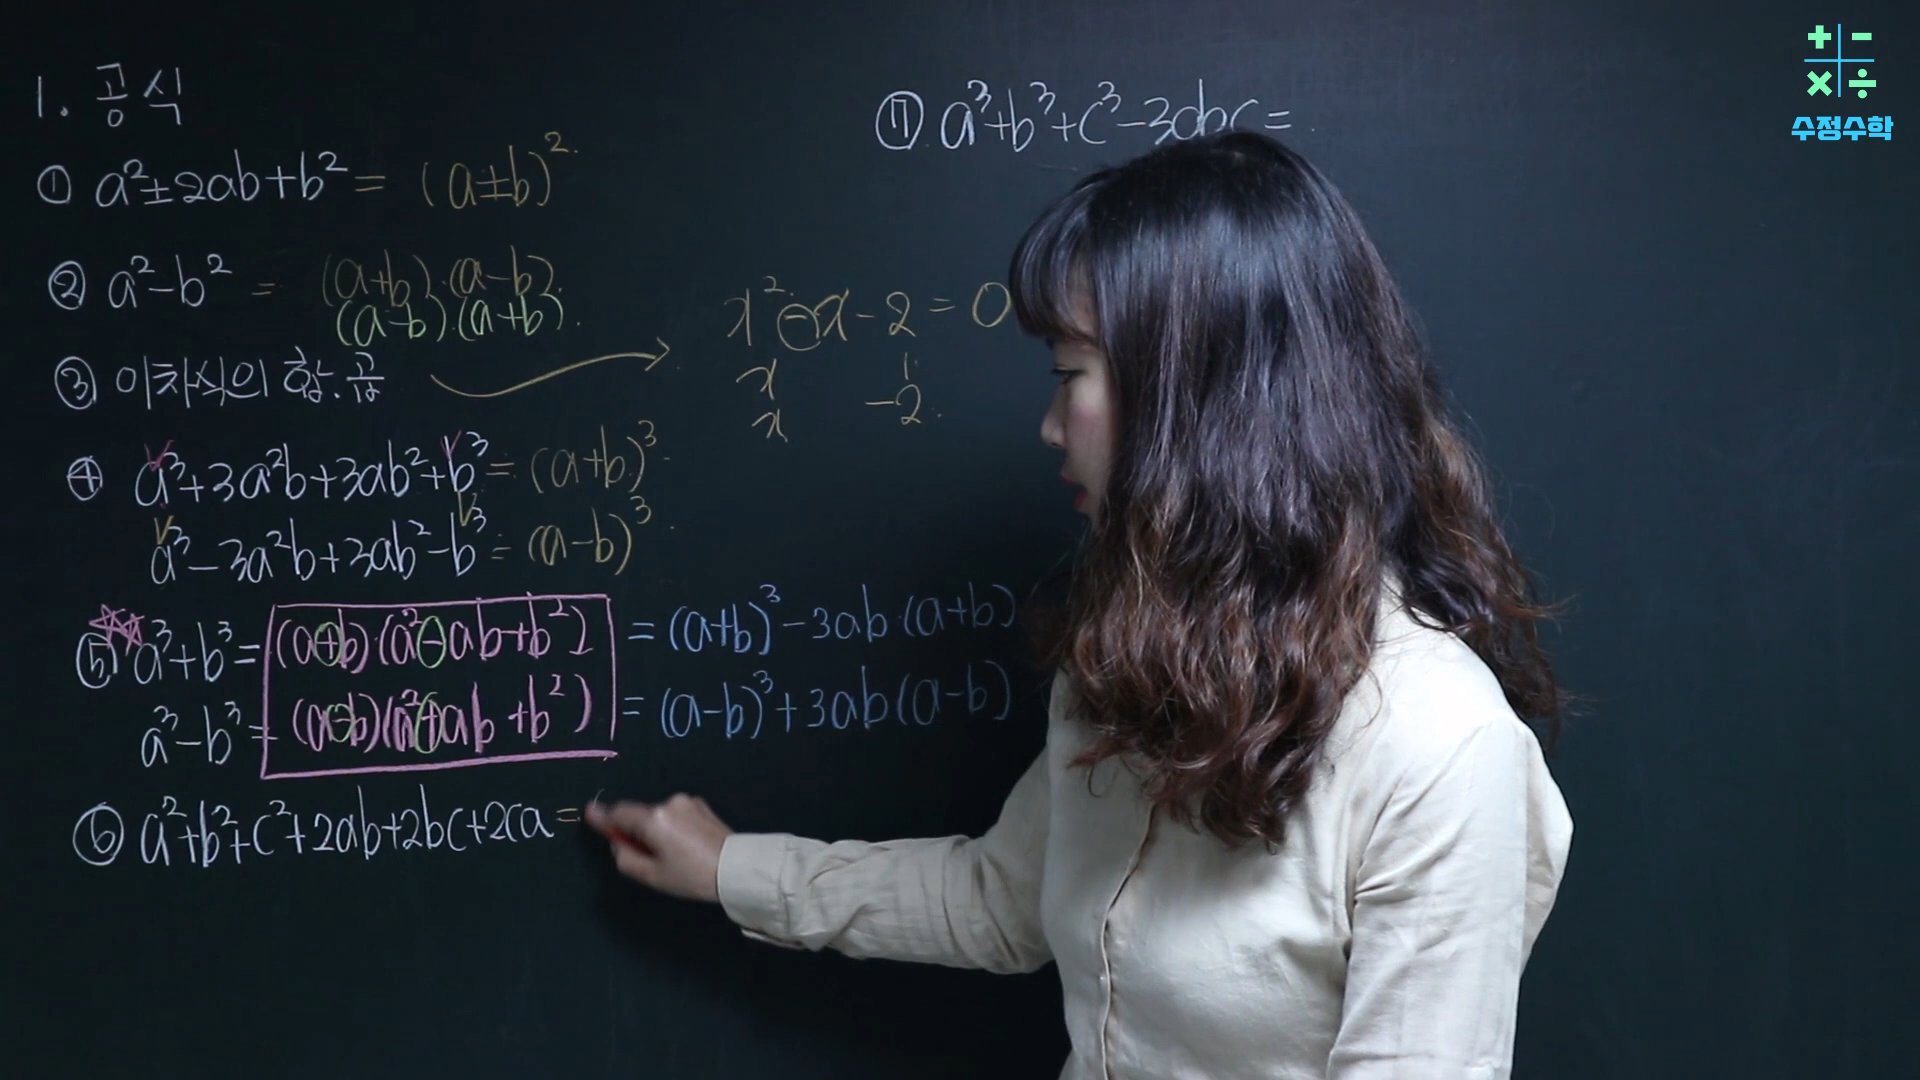 1. 공식
① a²±2ab+b² = (a±b)².
② a²-b² = (a+b)·(a-b).
(a-b)·(a+b).
③ 이차식의 합.곱
④ a³+3a²b+3ab²+b³ = (a+b)³.
a³-3a²b+3ab²-b³ = (a-b)³.
⑤ a³+b³ = (a+b)·(a²-ab+b²) = (a+b)³-3ab·(a+b)
a³-b³ = (a-b)(a²+ab+b²) = (a-b)³+3ab(a-b)
⑥ a²+b²+c²+2ab+2bc+2ca =
x²-x-2=0
x 1
x -2.
⑦ a³+b³+c³-3abc=
수정수학